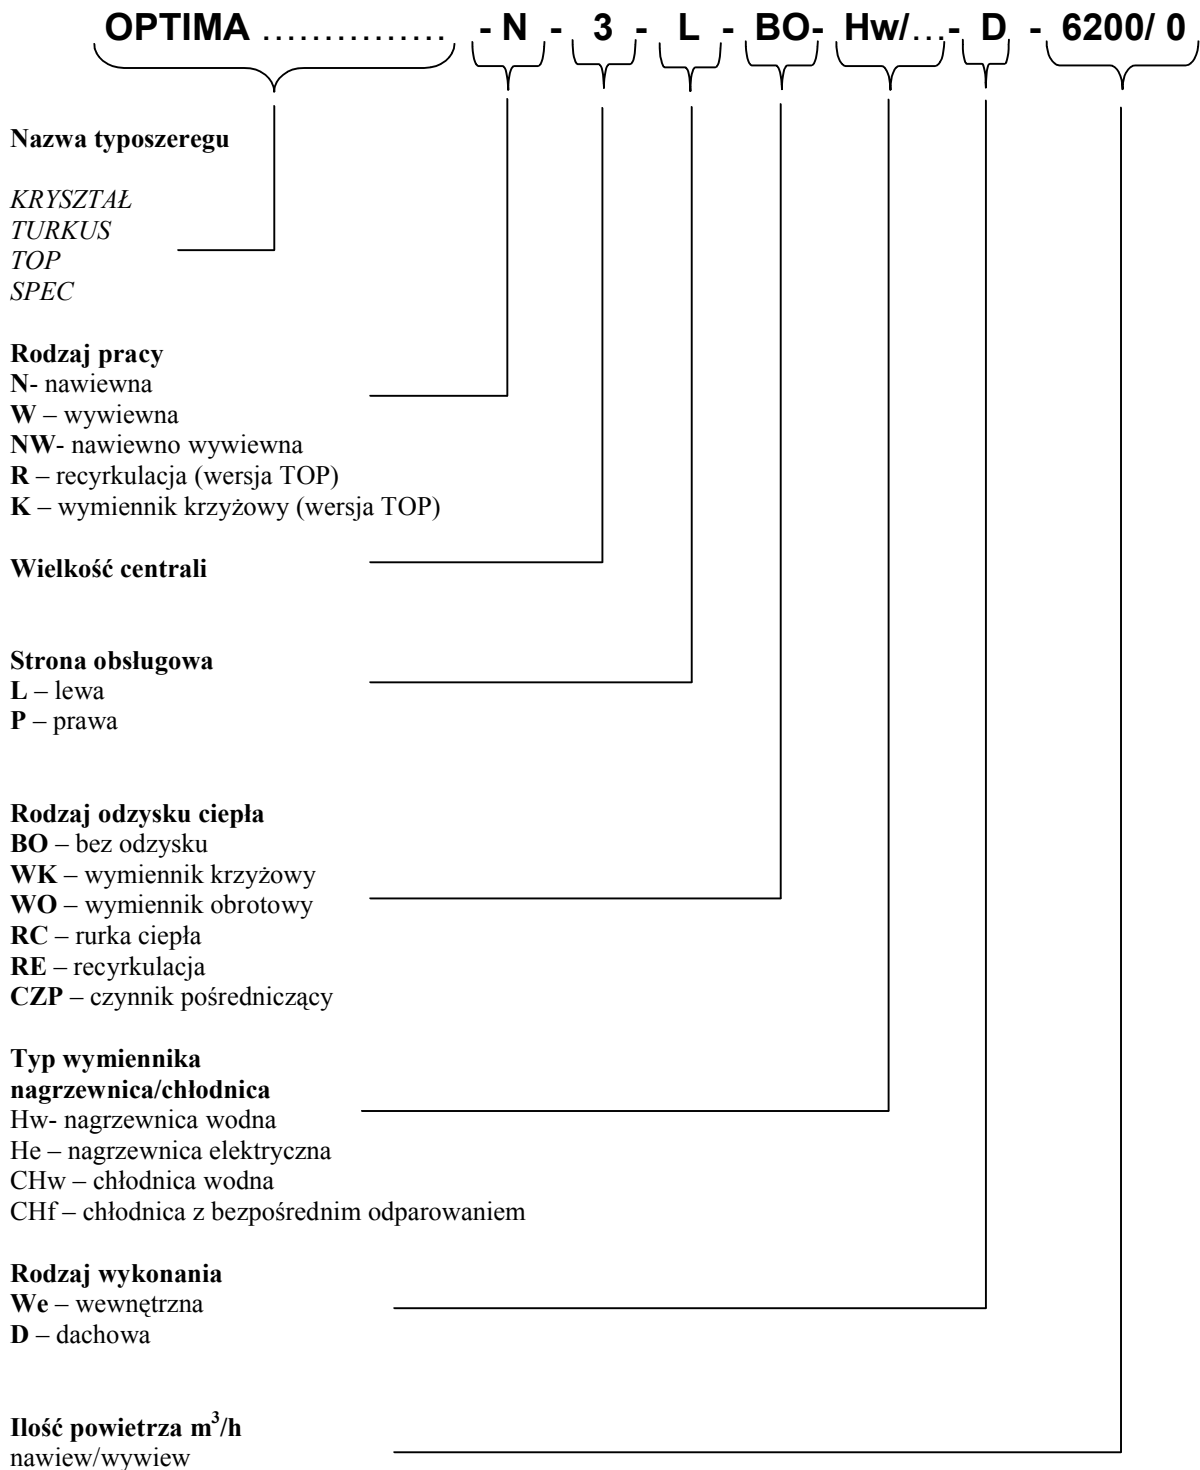 OPTIMA ............... - N - 3 - L - BO- Hw/...- D - 6200/ 0
Nazwa typoszeregu
KRYSZTAŁ
TURKUS
TOP
SPEC
Rodzaj pracy
N- nawiewna
W – wywiewna
NW- nawiewno wywiewna
R – recyrkulacja (wersja TOP)
K – wymiennik krzyżowy (wersja TOP)
Wielkość centrali
Strona obsługowa
L – lewa
P – prawa
Rodzaj odzysku ciepła
BO – bez odzysku
WK – wymiennik krzyżowy
WO – wymiennik obrotowy
RC – rurka ciepła
RE – recyrkulacja
CZP – czynnik pośredniczący
Typ wymiennika
nagrzewnica/chłodnica
Hw- nagrzewnica wodna
He – nagrzewnica elektryczna
CHw – chłodnica wodna
CHf – chłodnica z bezpośrednim odparowaniem
Rodzaj wykonania
We – wewnętrzna
D – dachowa
Ilość powietrza m³/h
nawiew/wywiew